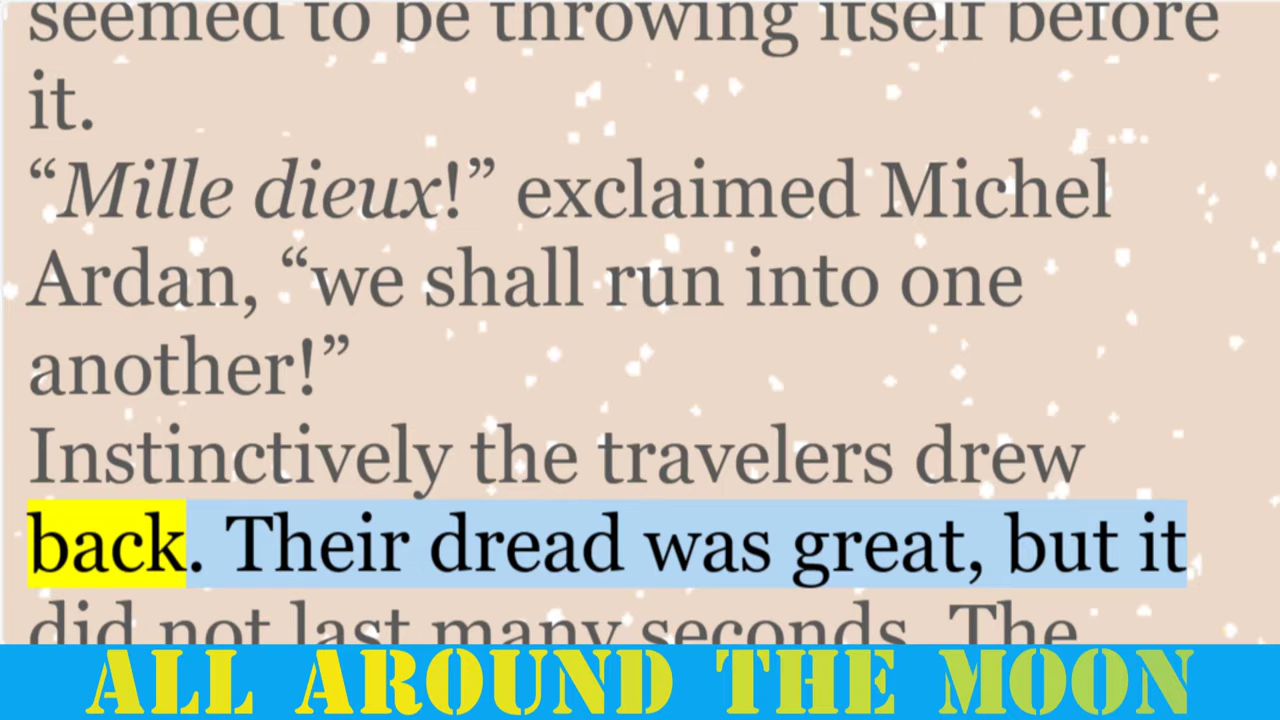 seemed to be throwing itself before
it.
“Mille dieux!” exclaimed Michel
Ardan, “we shall run into one
another!”
Instinctively the travelers drew
back. Their dread was great, but it
did not last many seconds. The
ALL AROUND THE MOON